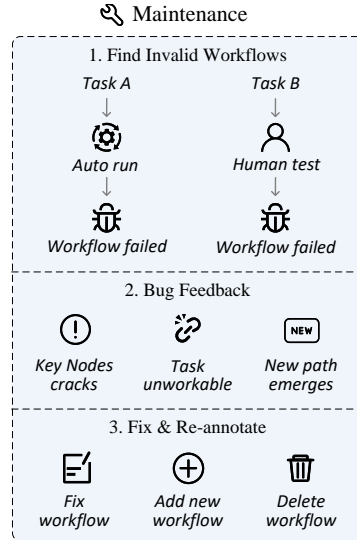 Maintenance
1. Find Invalid Workflows
Task A
Task B
Auto run
Human test
Workflow failed
Workflow failed
2. Bug Feedback
NEW
Key Nodes
cracks
Task
unworkable
New path
emerges
3. Fix & Re-annotate
Fix
workflow
Add new
workflow
Delete
workflow